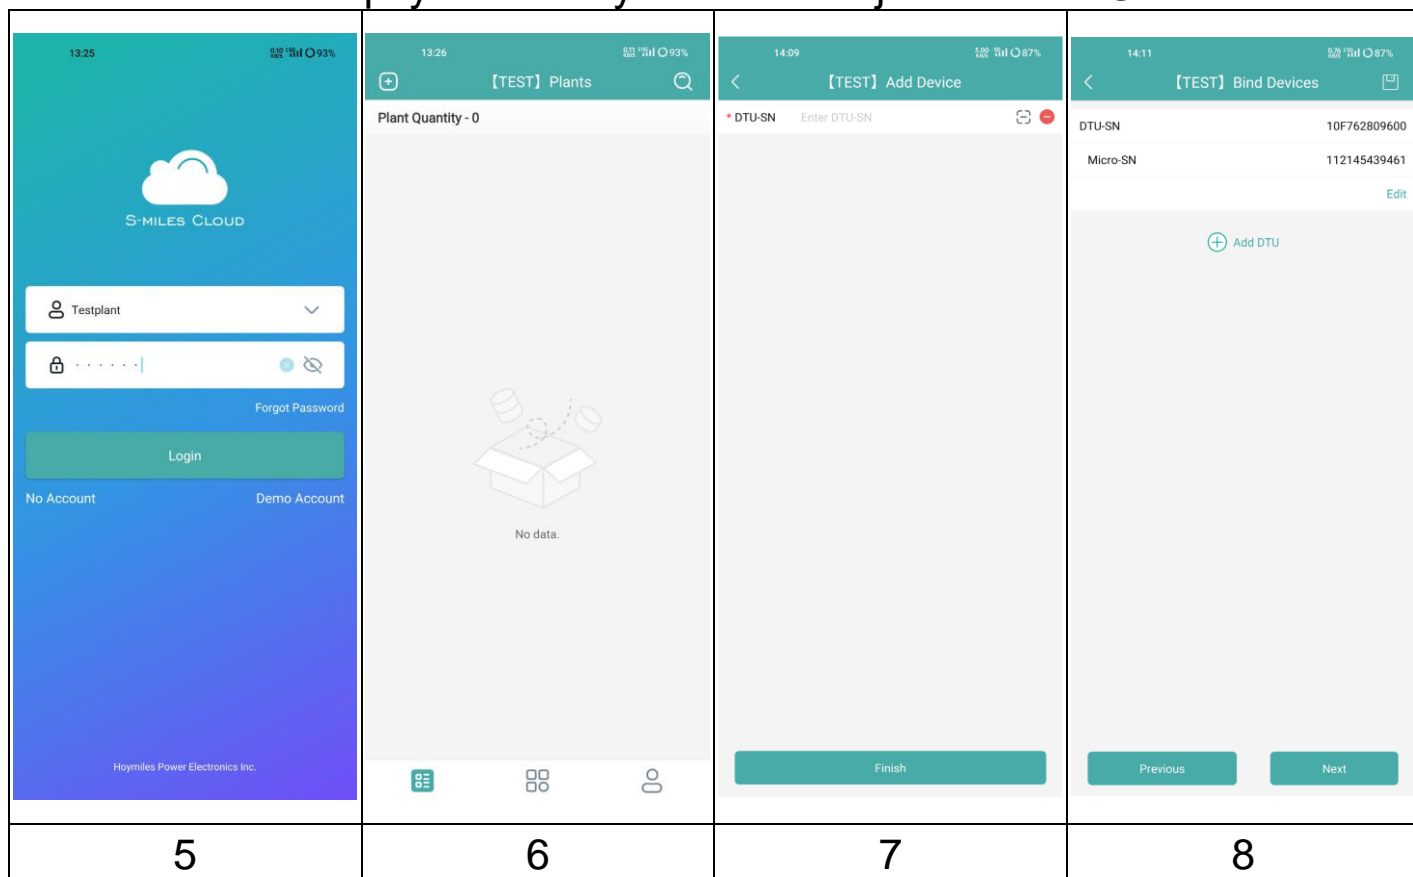 13:25 93%
S-MILES CLOUD
Testplant
Forgot Password
Login
No Account Demo Account
Hoymiles Power Electronics Inc.
5
13:26 93%
【TEST】Plants
Plant Quantity - 0
No data.
6
14:09 87%
【TEST】Add Device
* DTU-SN Enter DTU-SN
Finish
7
14:11 87%
【TEST】Bind Devices
DTU-SN 10F762809600
Micro-SN 112145439461
Edit
Add DTU
Previous Next
8